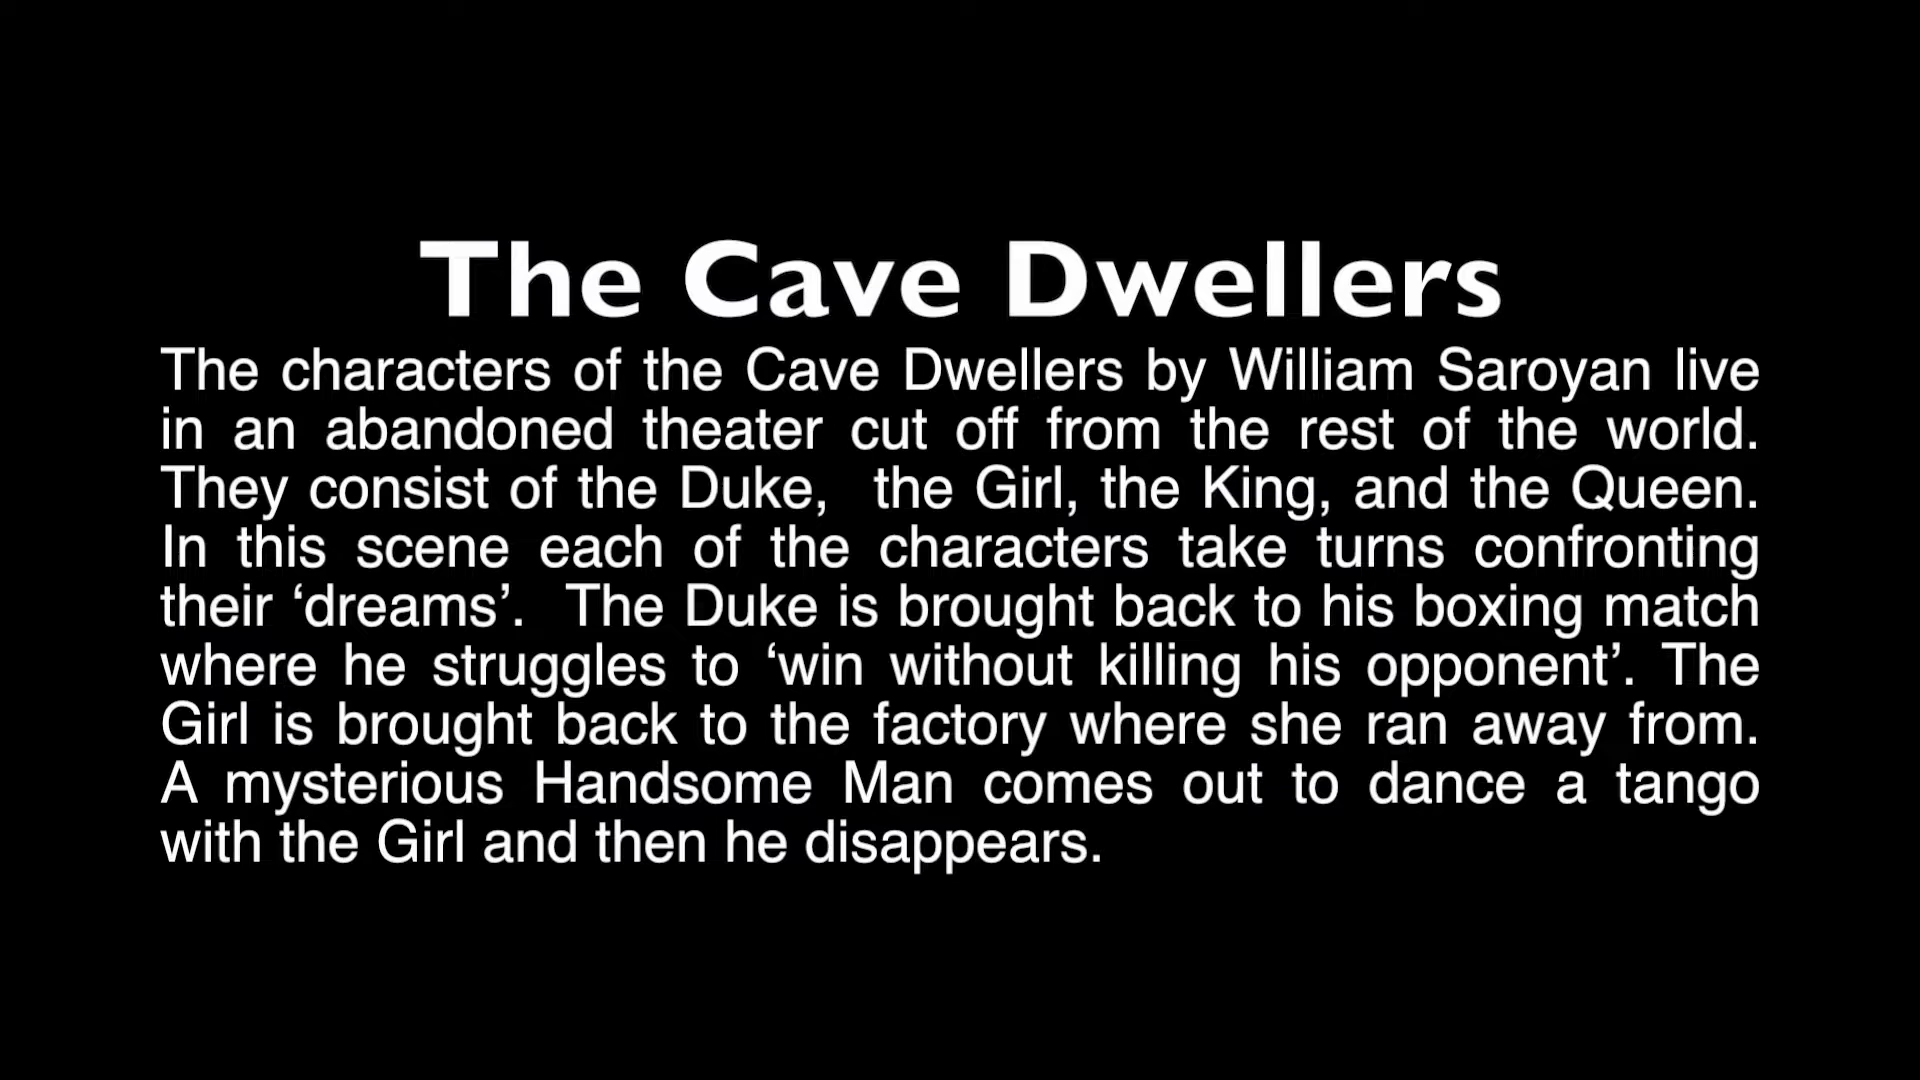 The Cave Dwellers
The characters of the Cave Dwellers by William Saroyan live
in an abandoned theater cut off from the rest of the world.
They consist of the Duke,  the Girl, the King, and the Queen.
In this scene each of the characters take turns confronting
their ‘dreams’.  The Duke is brought back to his boxing match
where he struggles to ‘win without killing his opponent’. The
Girl is brought back to the factory where she ran away from.
A mysterious Handsome Man comes out to dance a tango
with the Girl and then he disappears.